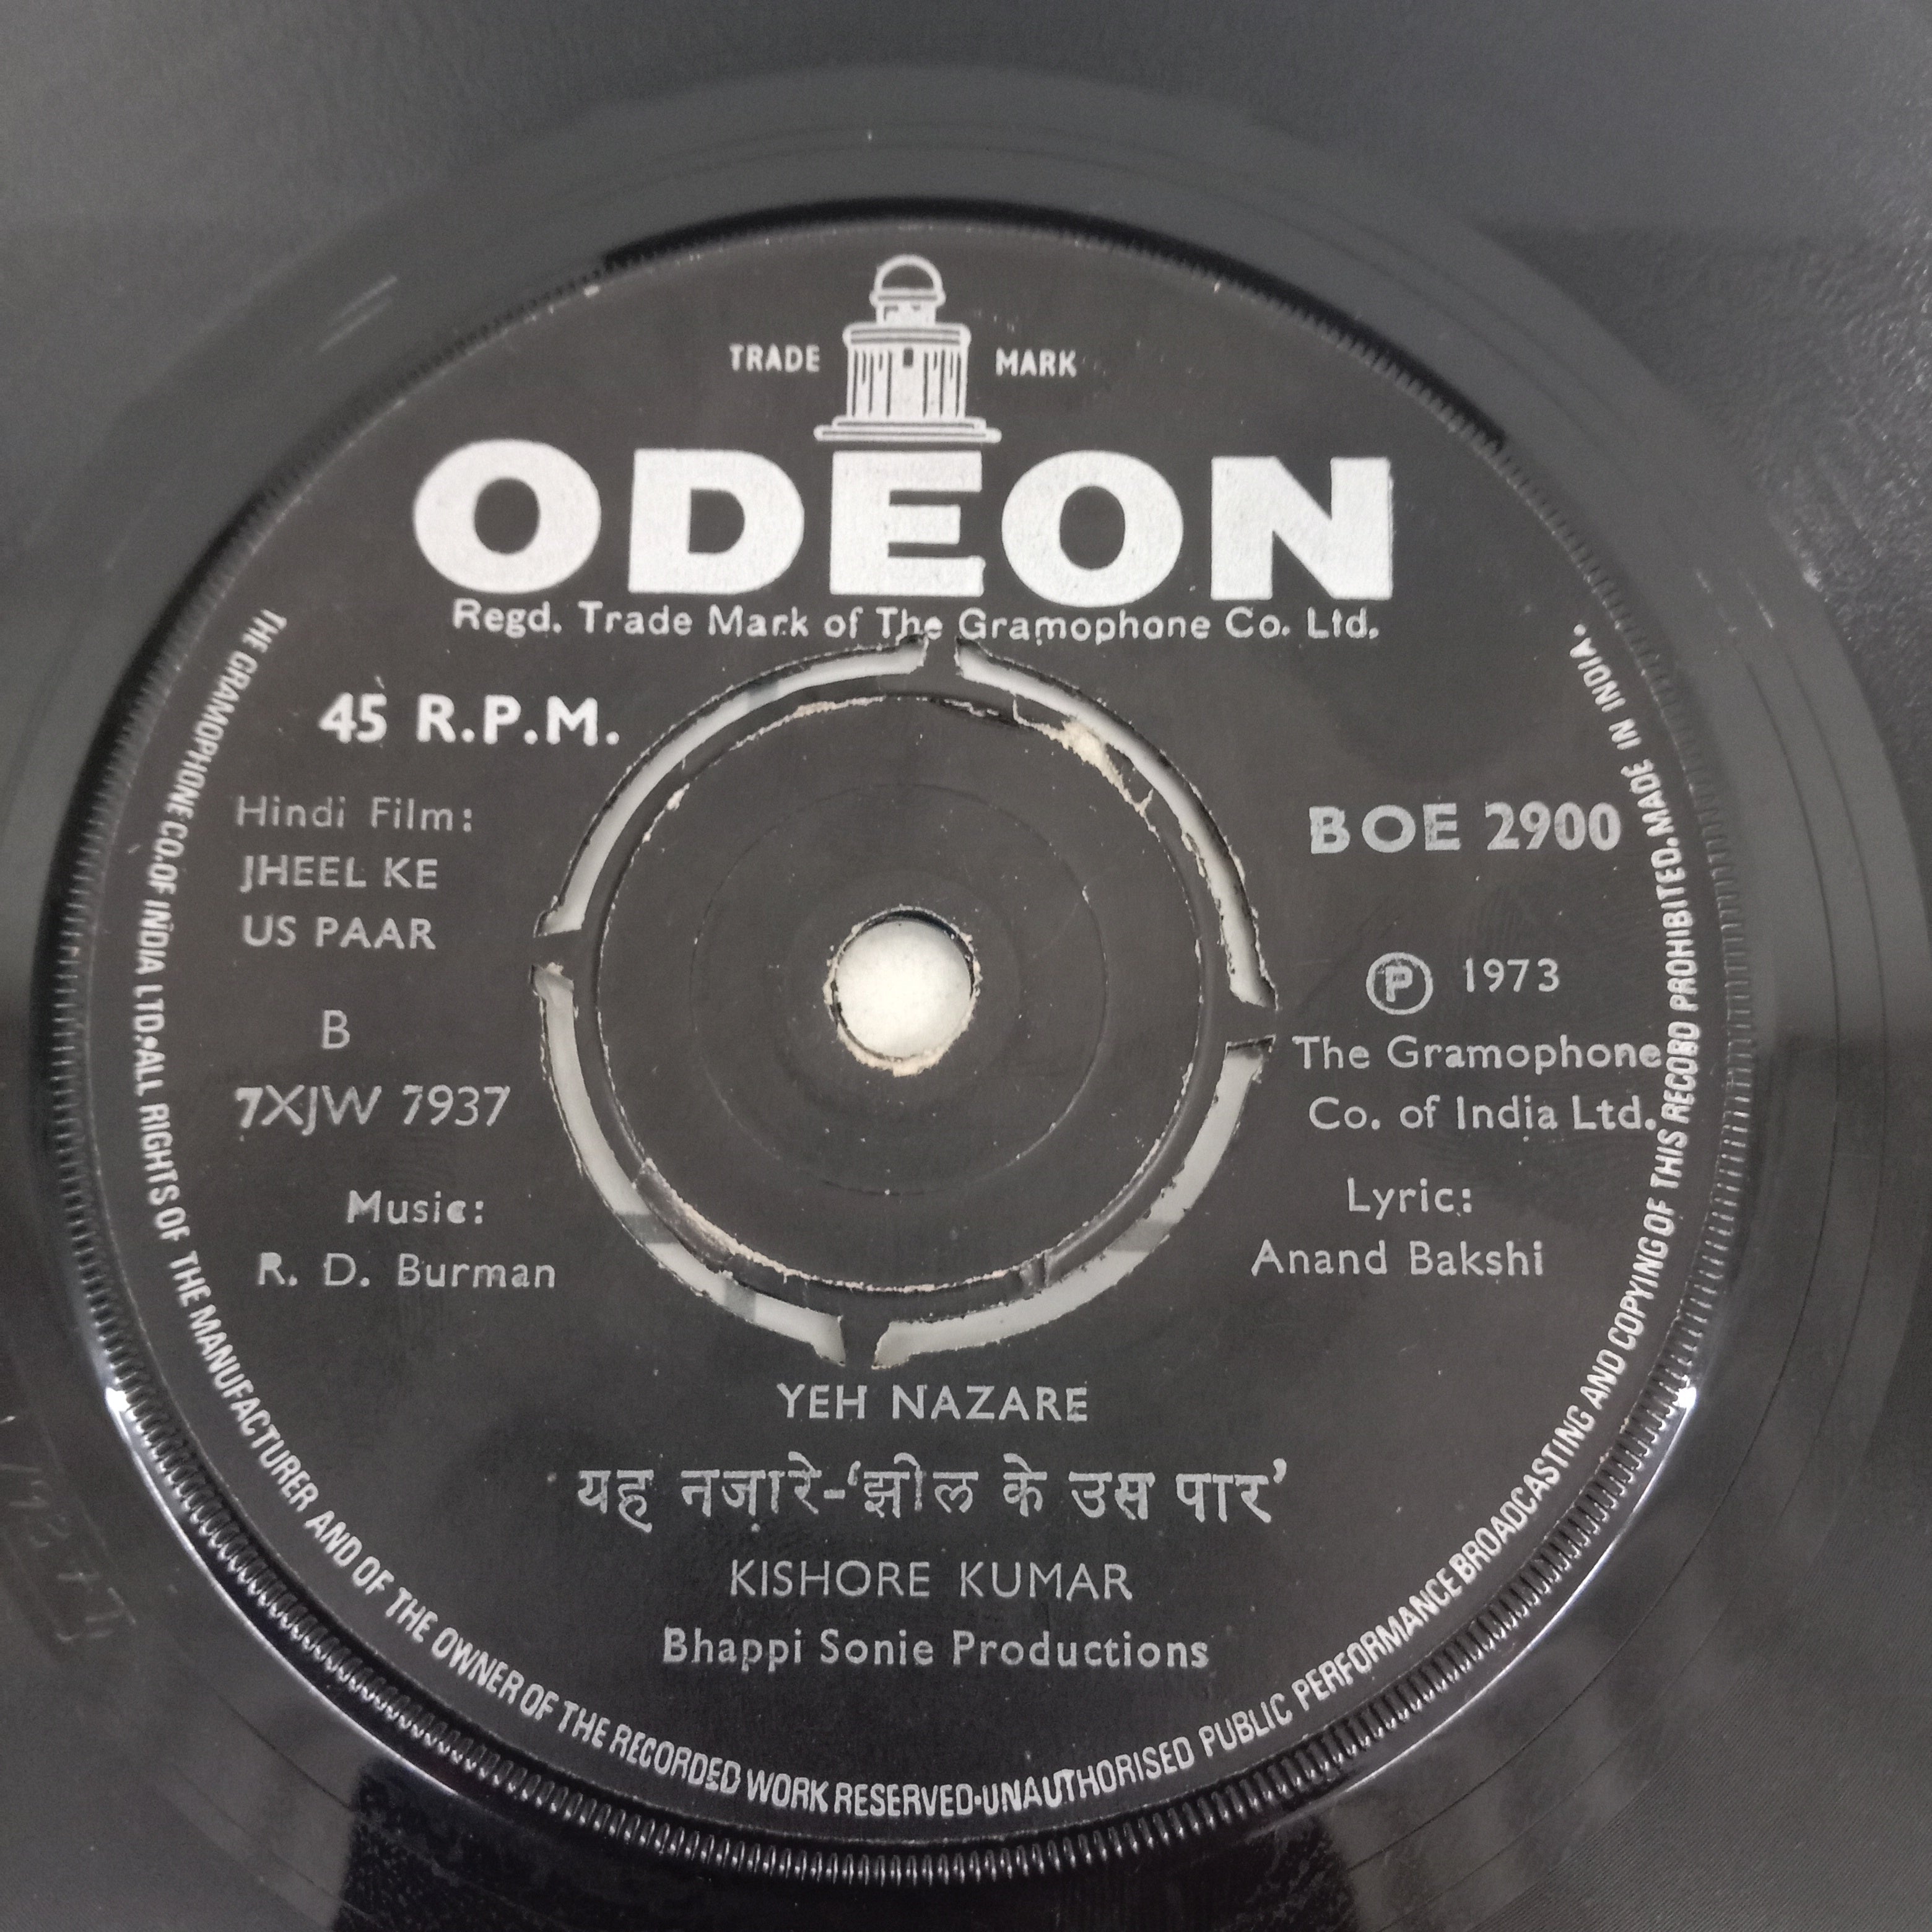 TRADE MARK
ODEON
Regd. Trade Mark of The Gramophone Co. Ltd.
45 R.P.M.
Hindi Film:
JHEEL KE
US PAAR
B
7XJW 7937
Music:
R. D. Burman
BOE 2900
Ⓟ 1973
The Gramophone
Co. of India Ltd.
Lyric:
Anand Bakshi
YEH NAZARE
यह नज़ारे-‘झील के उस पार’
KISHORE KUMAR
Bhappi Sonie Productions
THE GRAMOPHONE CO. OF INDIA LTD•ALL RIGHTS OF THE MANUFACTURER AND OF THE OWNER OF THE RECORDED WORK RESERVED•UNAUTHORISED PUBLIC PERFORMANCE BROADCASTING AND COPYING OF THIS RECORD PROHIBITED. MADE IN INDIA.